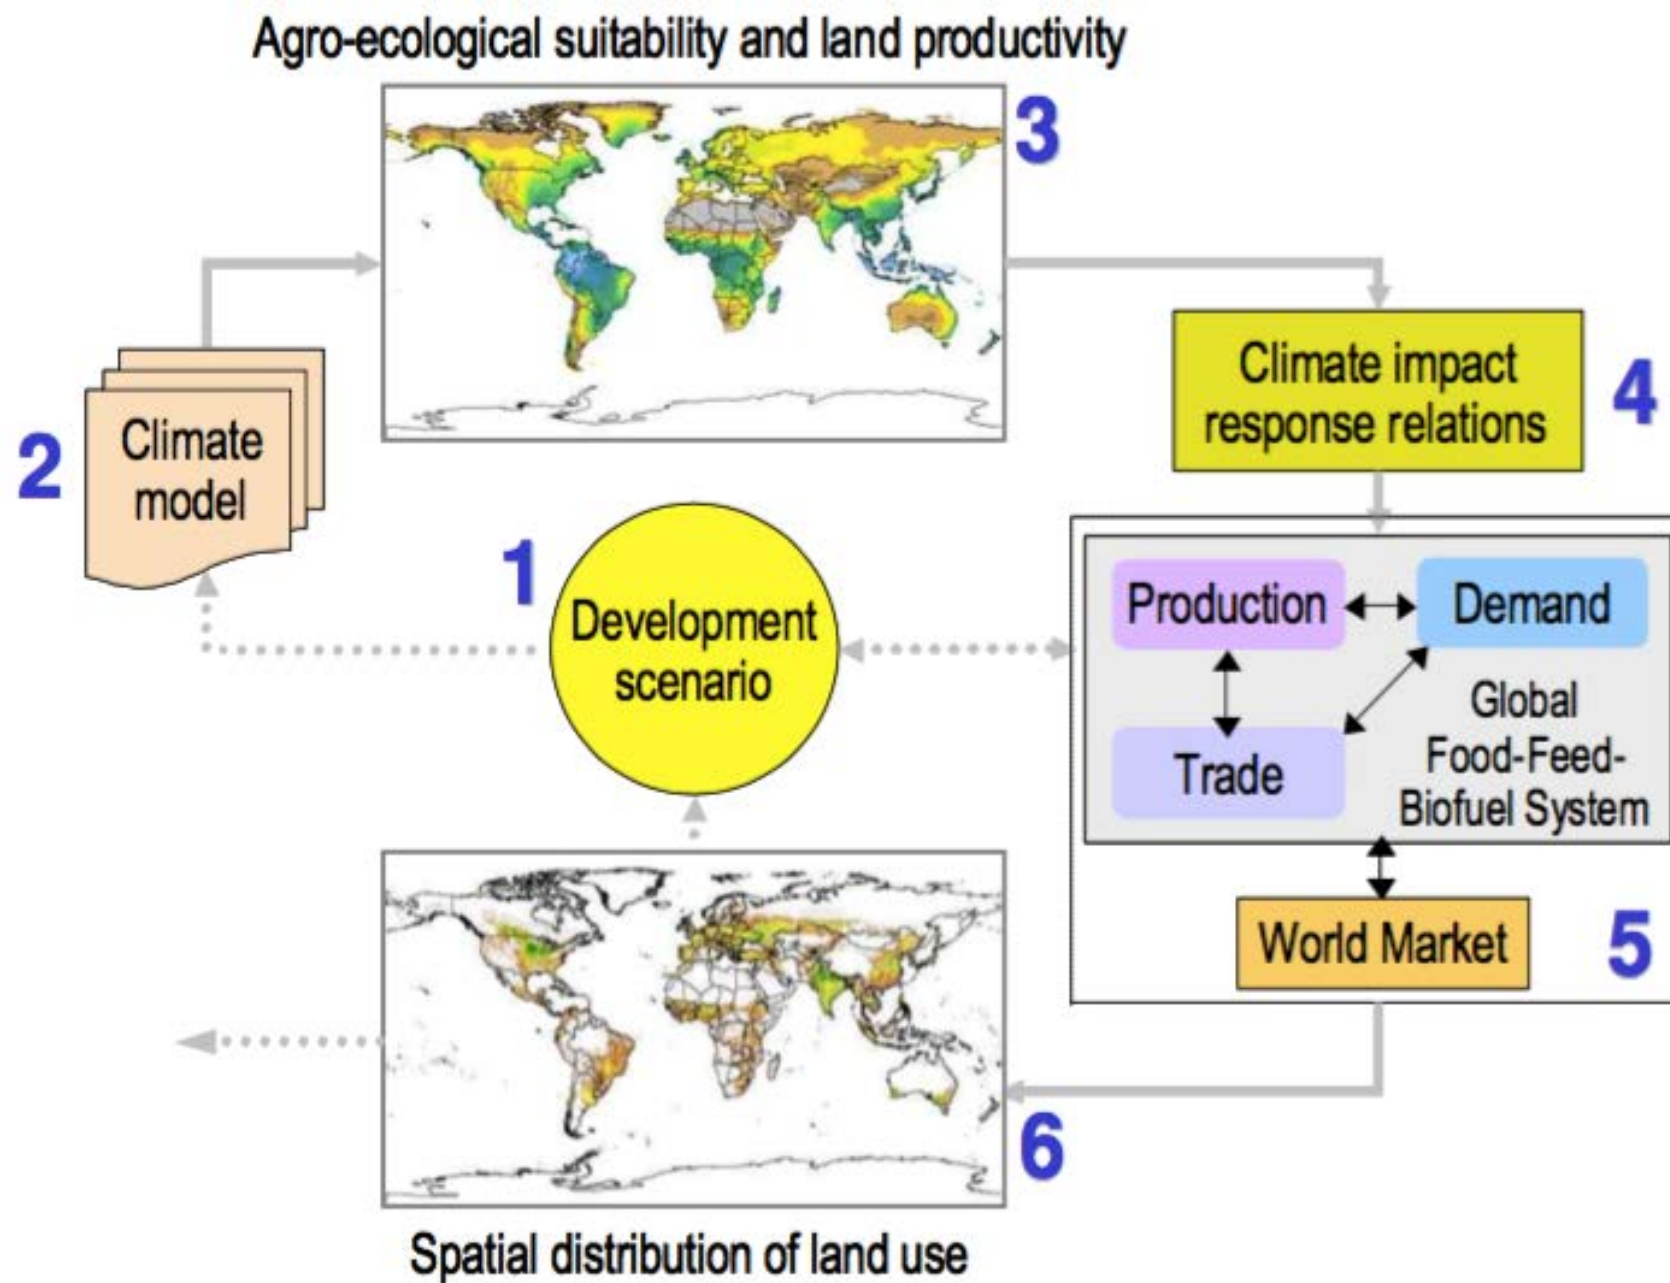 Agro-ecological suitability and land productivity
3
Climate impact
response relations
4
2
Climate
model
1
Development
scenario
Production
Demand
Trade
Global
Food-Feed-
Biofuel System
World Market
5
6
Spatial distribution of land use